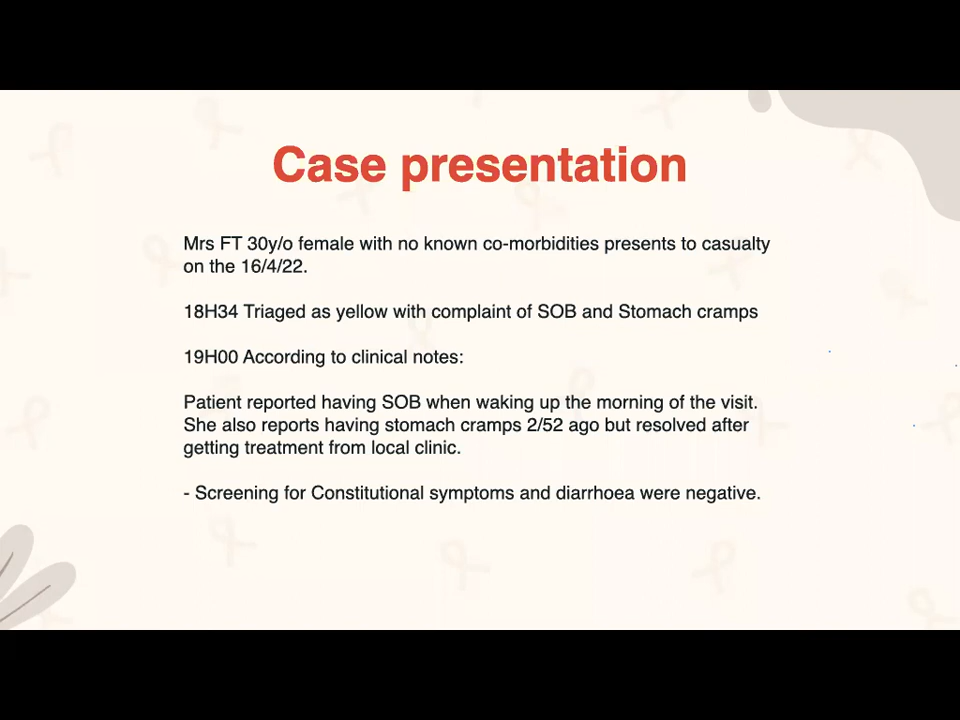 Case presentation
Mrs FT 30y/o female with no known co-morbidities presents to casualty
on the 16/4/22.
18H34 Triaged as yellow with complaint of SOB and Stomach cramps
19H00 According to clinical notes:
Patient reported having SOB when waking up the morning of the visit.
She also reports having stomach cramps 2/52 ago but resolved after
getting treatment from local clinic.
- Screening for Constitutional symptoms and diarrhoea were negative.